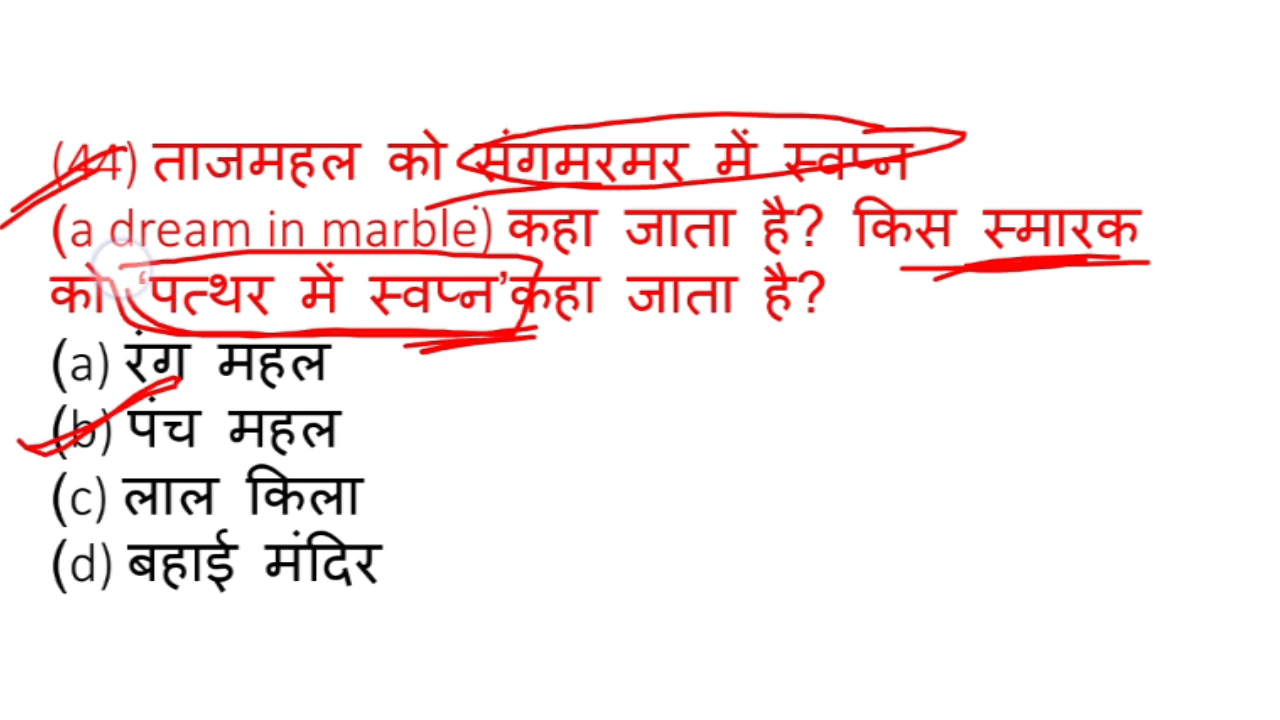 (44) ताजमहल को संगमरमर में स्वप्न
(a dream in marble) कहा जाता है? किस स्मारक
को 'पत्थर में स्वप्न'कहा जाता है?
(a) रंग महल
(b) पंच महल
(c) लाल किला
(d) बहाई मंदिर